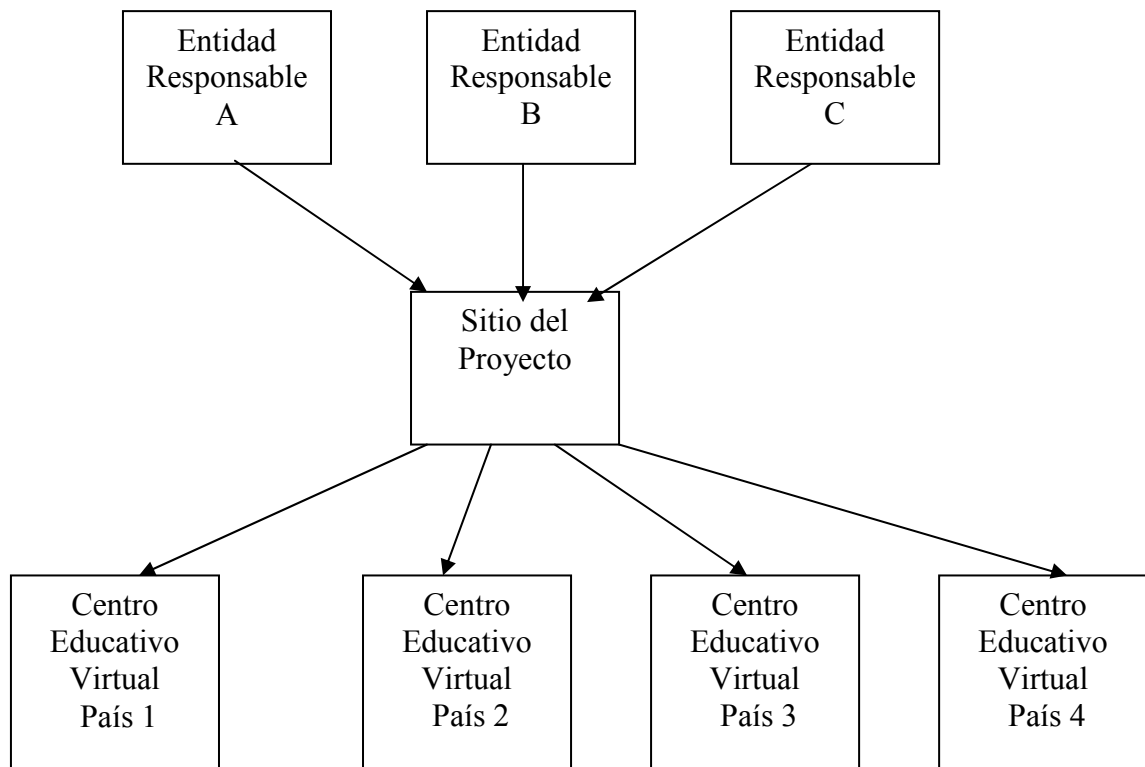 Entidad
Responsable
A
Entidad
Responsable
B
Entidad
Responsable
C
Sitio del
Proyecto
Centro
Educativo
Virtual
País 1
Centro
Educativo
Virtual
País 2
Centro
Educativo
Virtual
País 3
Centro
Educativo
Virtual
País 4